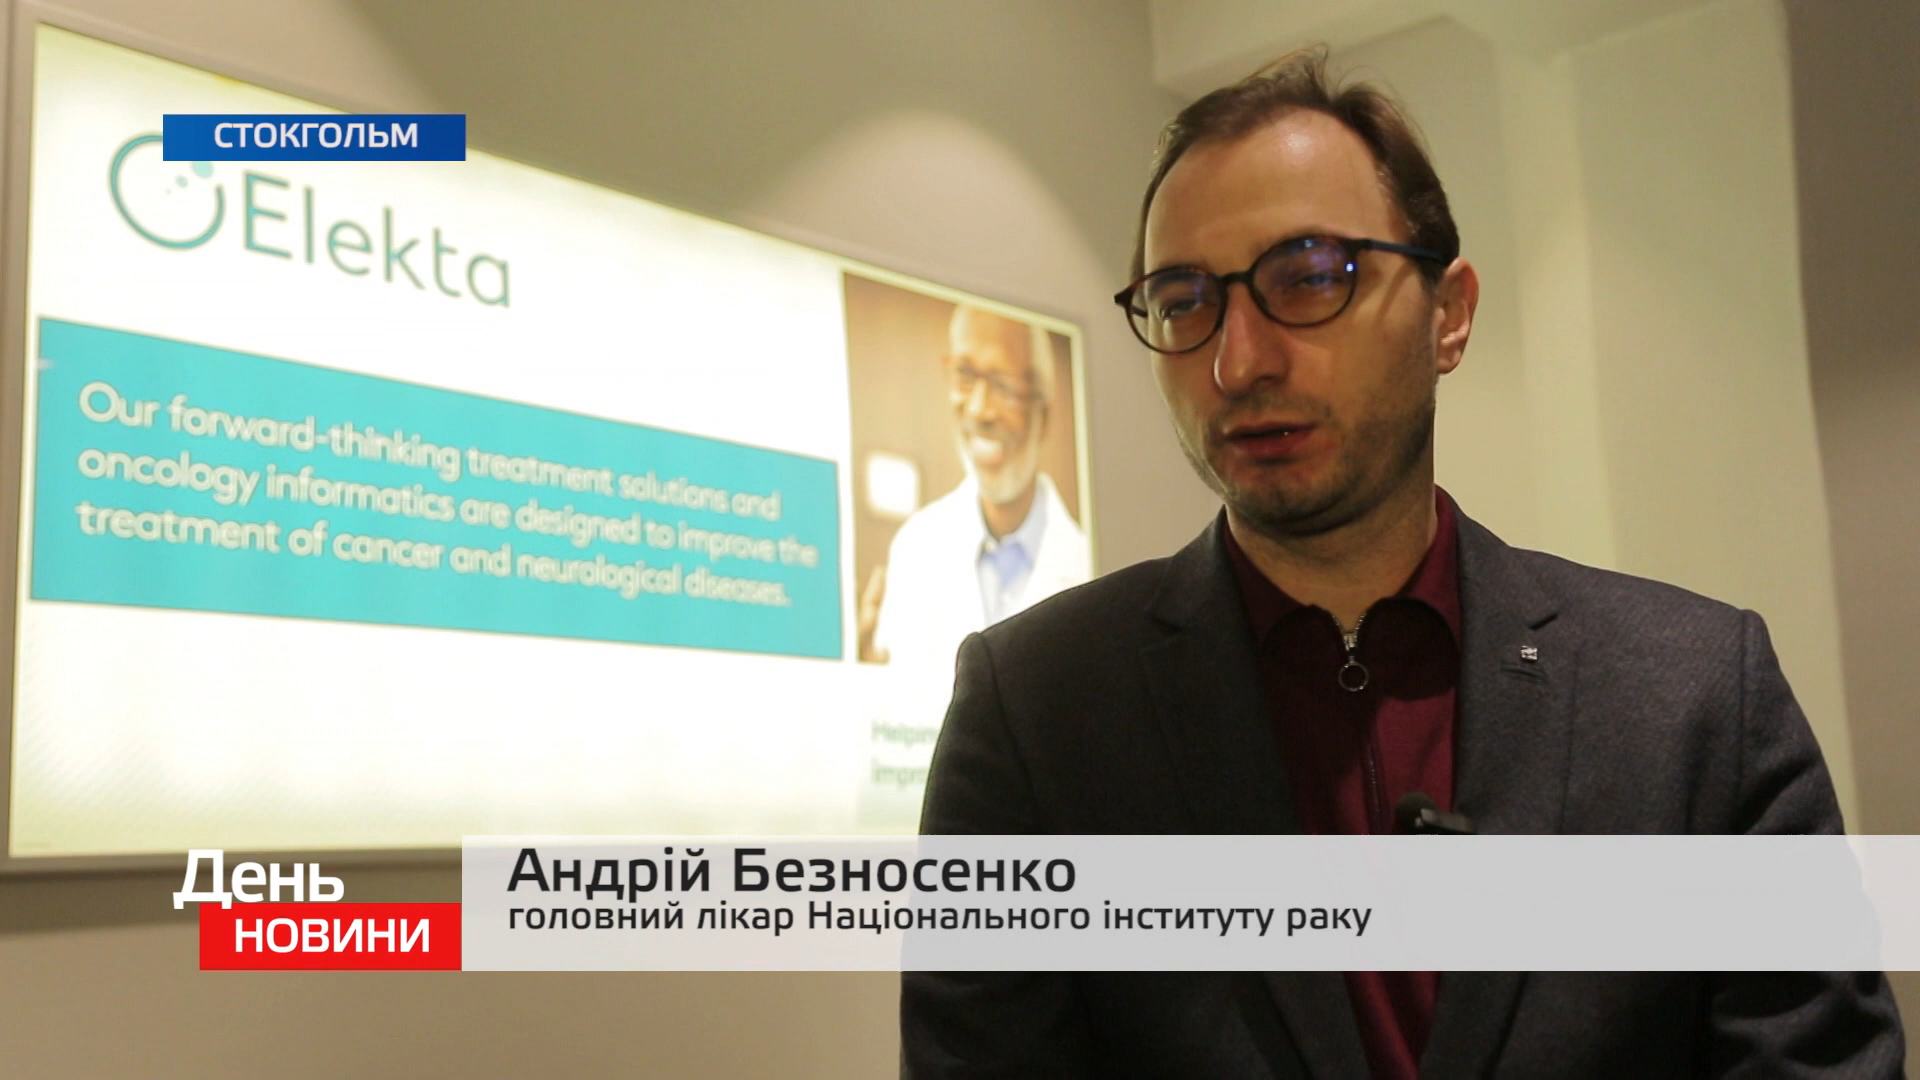 СТОКГОЛЬМ
Elekta
Our forward-thinking treatment solutions and
oncology informatics are designed to improve the
treatment of cancer and neurological diseases.
День
НОВИНИ
Андрій Безносенко
головний лікар Національного інституту раку